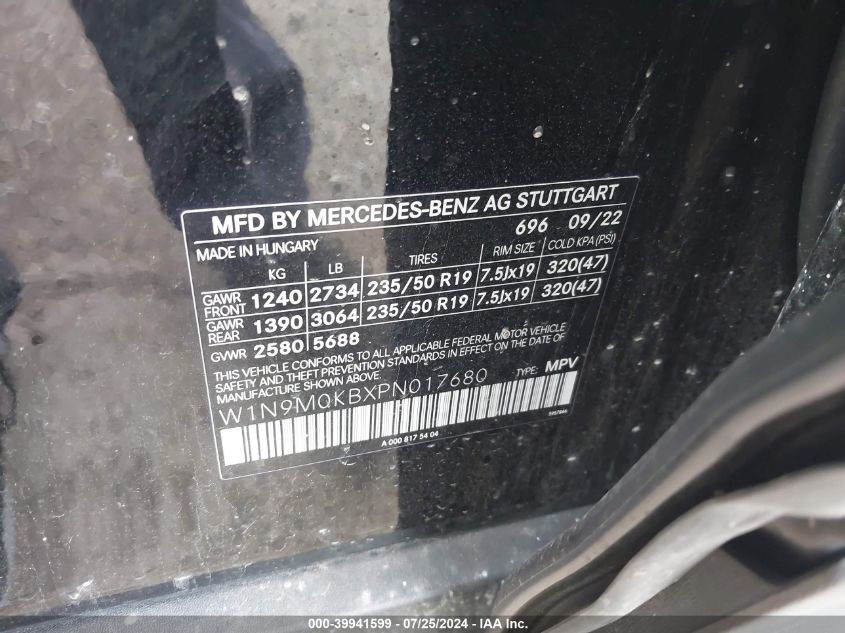 MFD BY MERCEDES-BENZ AG STUTTGART
696 09/22
MADE IN HUNGARY
KG LB TIRES RIM SIZE COLD KPA (PSI)
GAWR FRONT 1240 2734 235/50 R19 7.5Jx19 320(47)
GAWR REAR 1390 3064 235/50 R19 7.5Jx19 320(47)
GVWR 2580 5688
THIS VEHICLE CONFORMS TO ALL APPLICABLE FEDERAL MOTOR VEHICLE
SAFETY AND THEFT PREVENTION STANDARDS IN EFFECT ON THE DATE OF
MANUFACTURE SHOWN ABOVE.
W1N9M0KBXPN017680 TYPE: MPV
A 000 817 54 04
000-39941599 - 07/25/2024 - IAAI.com